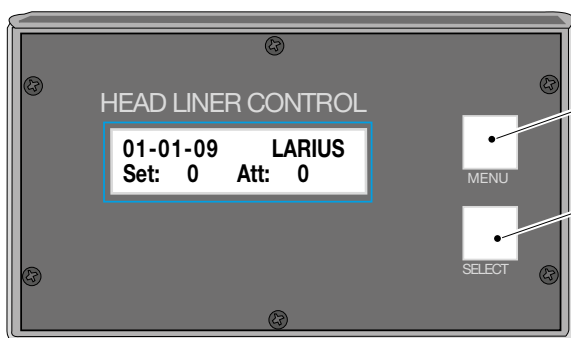 HEAD LINER CONTROL
01-01-09 LARIUS
Set: 0 Att: 0
MENU
SELECT